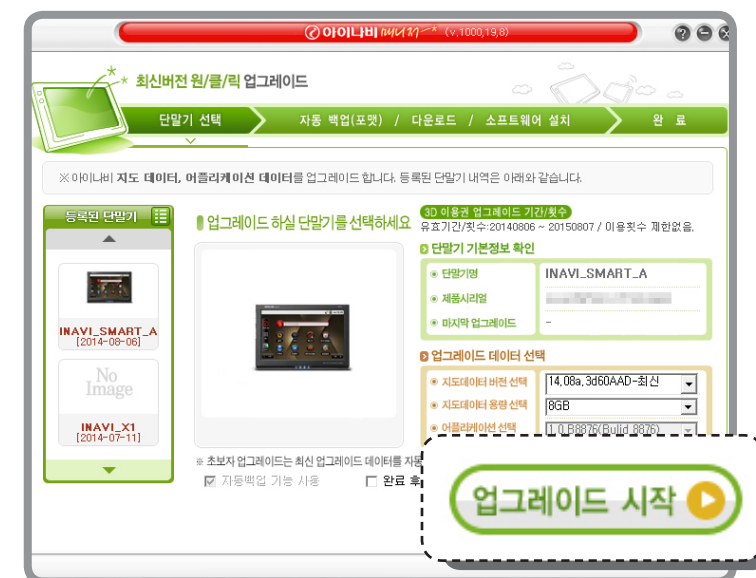 아이나비 매니저 (v.1000,19,8)
최신버전 원/클/릭 업그레이드
단말기 선택
자동 백업(포맷) / 다운로드 / 소프트웨어 설치
완 료
※ 아이나비 지도 데이터, 어플리케이션 데이터를 업그레이드 합니다. 등록된 단말기 내역은 아래와 같습니다.
등록된 단말기
INAVI_SMART_A
[2014-08-06]
No
Image
INAVI_X1
[2014-07-11]
업그레이드 하실 단말기를 선택하세요
3D 이용권 업그레이드 기간/횟수
유효기간/횟수:20140806 ~ 20150807 / 이용횟수 제한없음.
단말기 기본정보 확인
단말기명 INAVI_SMART_A
제품시리얼
마지막 업그레이드 -
업그레이드 데이터 선택
지도데이터 버전 선택 14,08a,3d60AAD-최신
지도데이터 용량 선택 8GB
어플리케이션 선택 1,0,B8876(Bulid 8876)
※ 초보자 업그레이드는 최신 업그레이드 데이터를 자동
자동백업 기능 사용
완료 후
업그레이드 시작